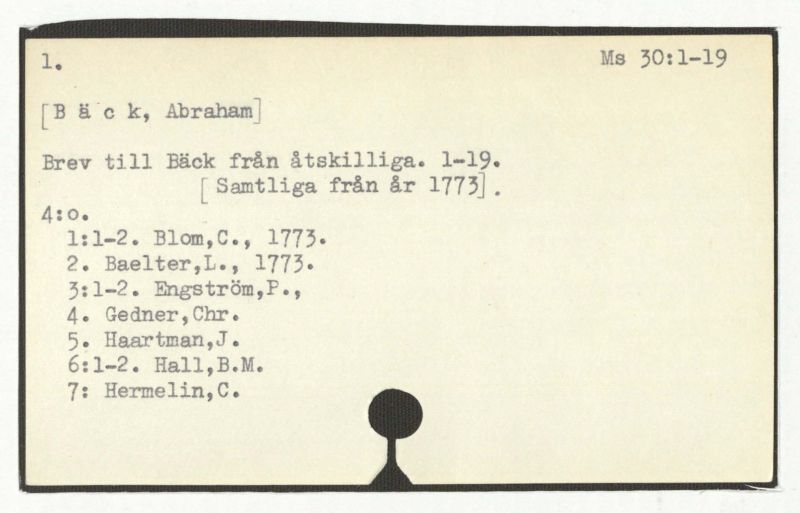 1. Ms 30:1-19
[B ä c k, Abraham]
Brev till Bäck från åtskilliga. 1-19.
[Samtliga från år 1773].
4:o.
1:1-2. Blom,C., 1773.
2. Baelter,L., 1773.
3:1-2. Engström,P.,
4. Gedner,Chr.
5. Haartman,J.
6:1-2. Hall,B.M.
7: Hermelin,C.